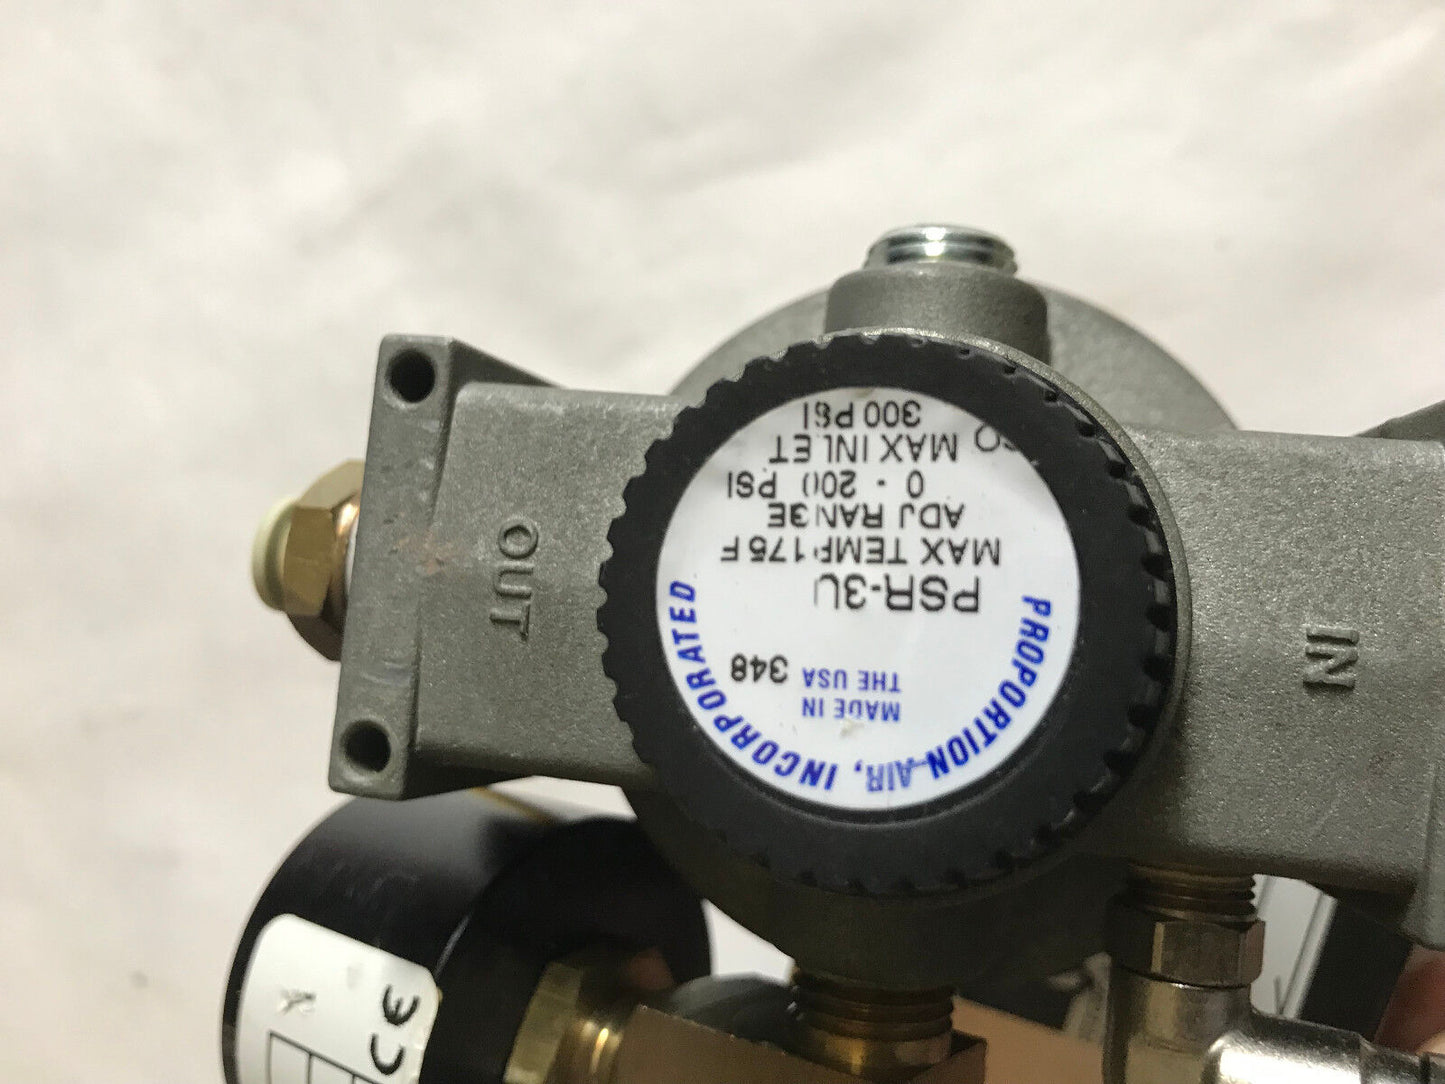 PROPORTION-AIR, INCORPORATED
MADE IN
THE USA 348
PSR-3U
MAX TEMP 175 F
ADJ RANGE
0 - 200 PSI
MAX INLET
300 PSI
OUT
IN
CE